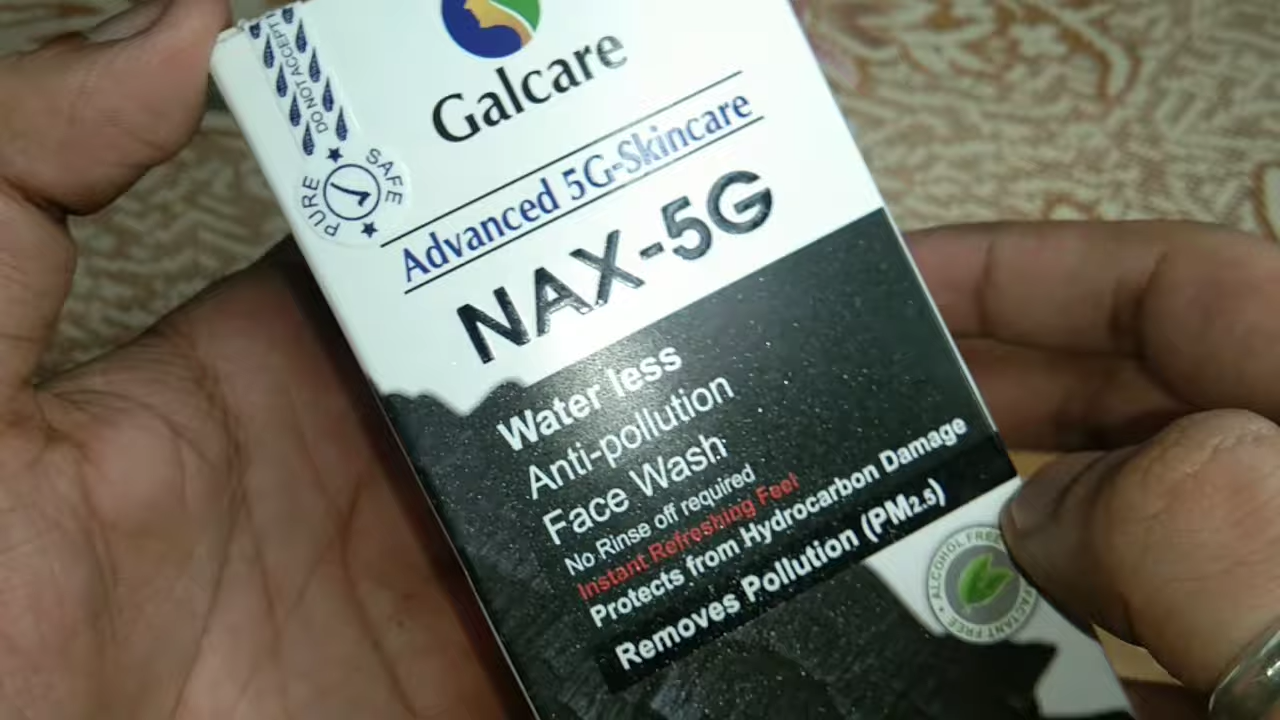 DO NOT ACCEPT
PURE SAFE
Galcare
Advanced 5G-Skincare
NAX-5G
Water less
Anti-pollution
Face Wash
No Rinse off required
Instant Refreshing Feel
Protects from Hydrocarbon Damage
Removes Pollution (PM2.5)
ALCOHOL FREE
FREE